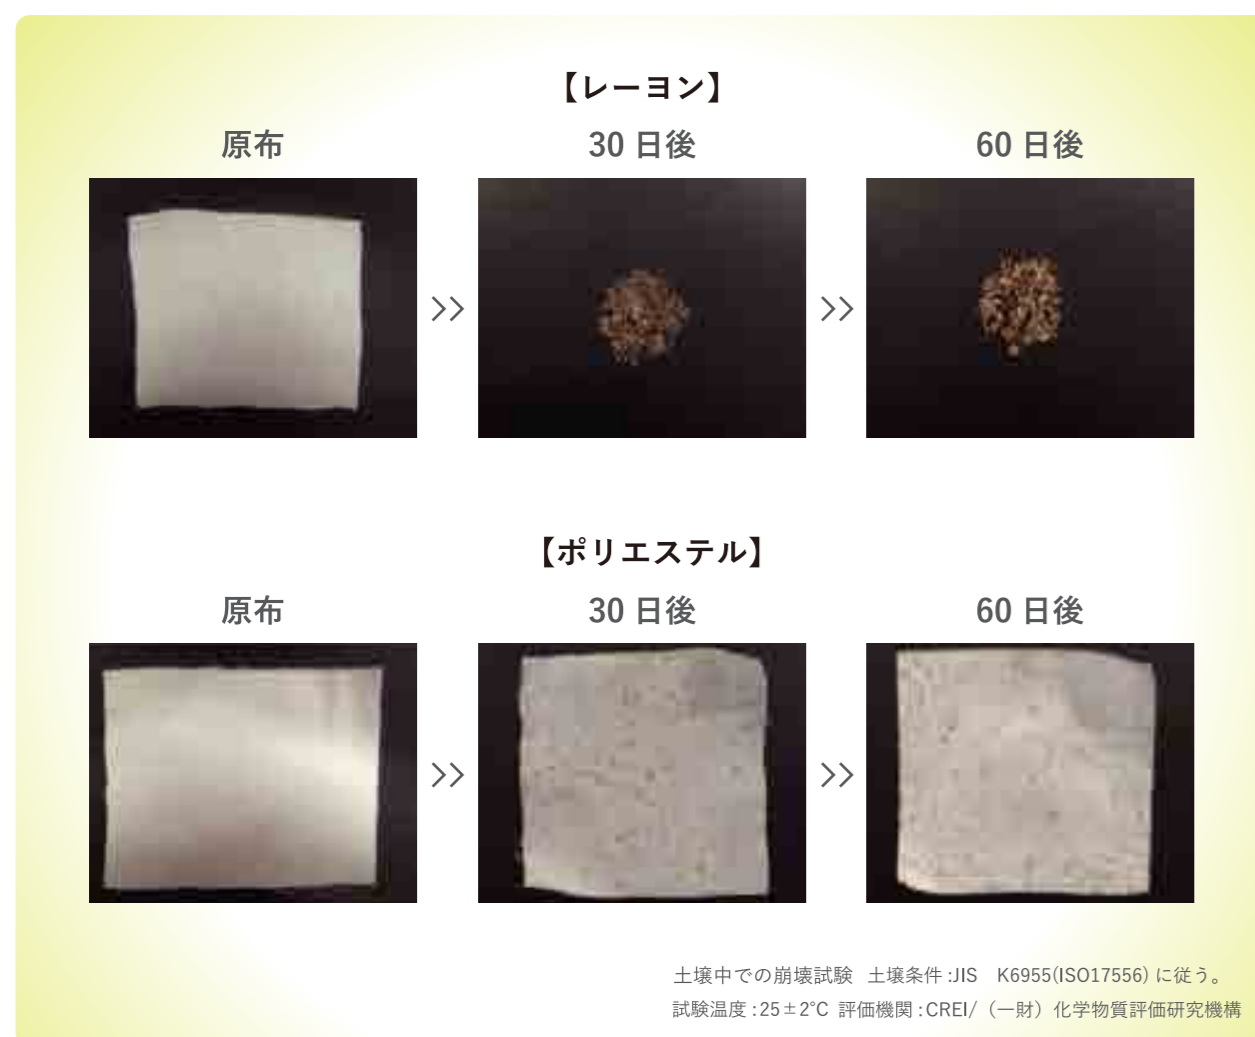 【レーヨン】
原布
30 日後
60 日後
>>
>>
【ポリエステル】
原布
30 日後
60 日後
>>
>>
土壌中での崩壊試験 土壌条件:JIS K6955(ISO17556) に従う。
試験温度:25±2℃ 評価機関:CREI/(一財)化学物質評価研究機構